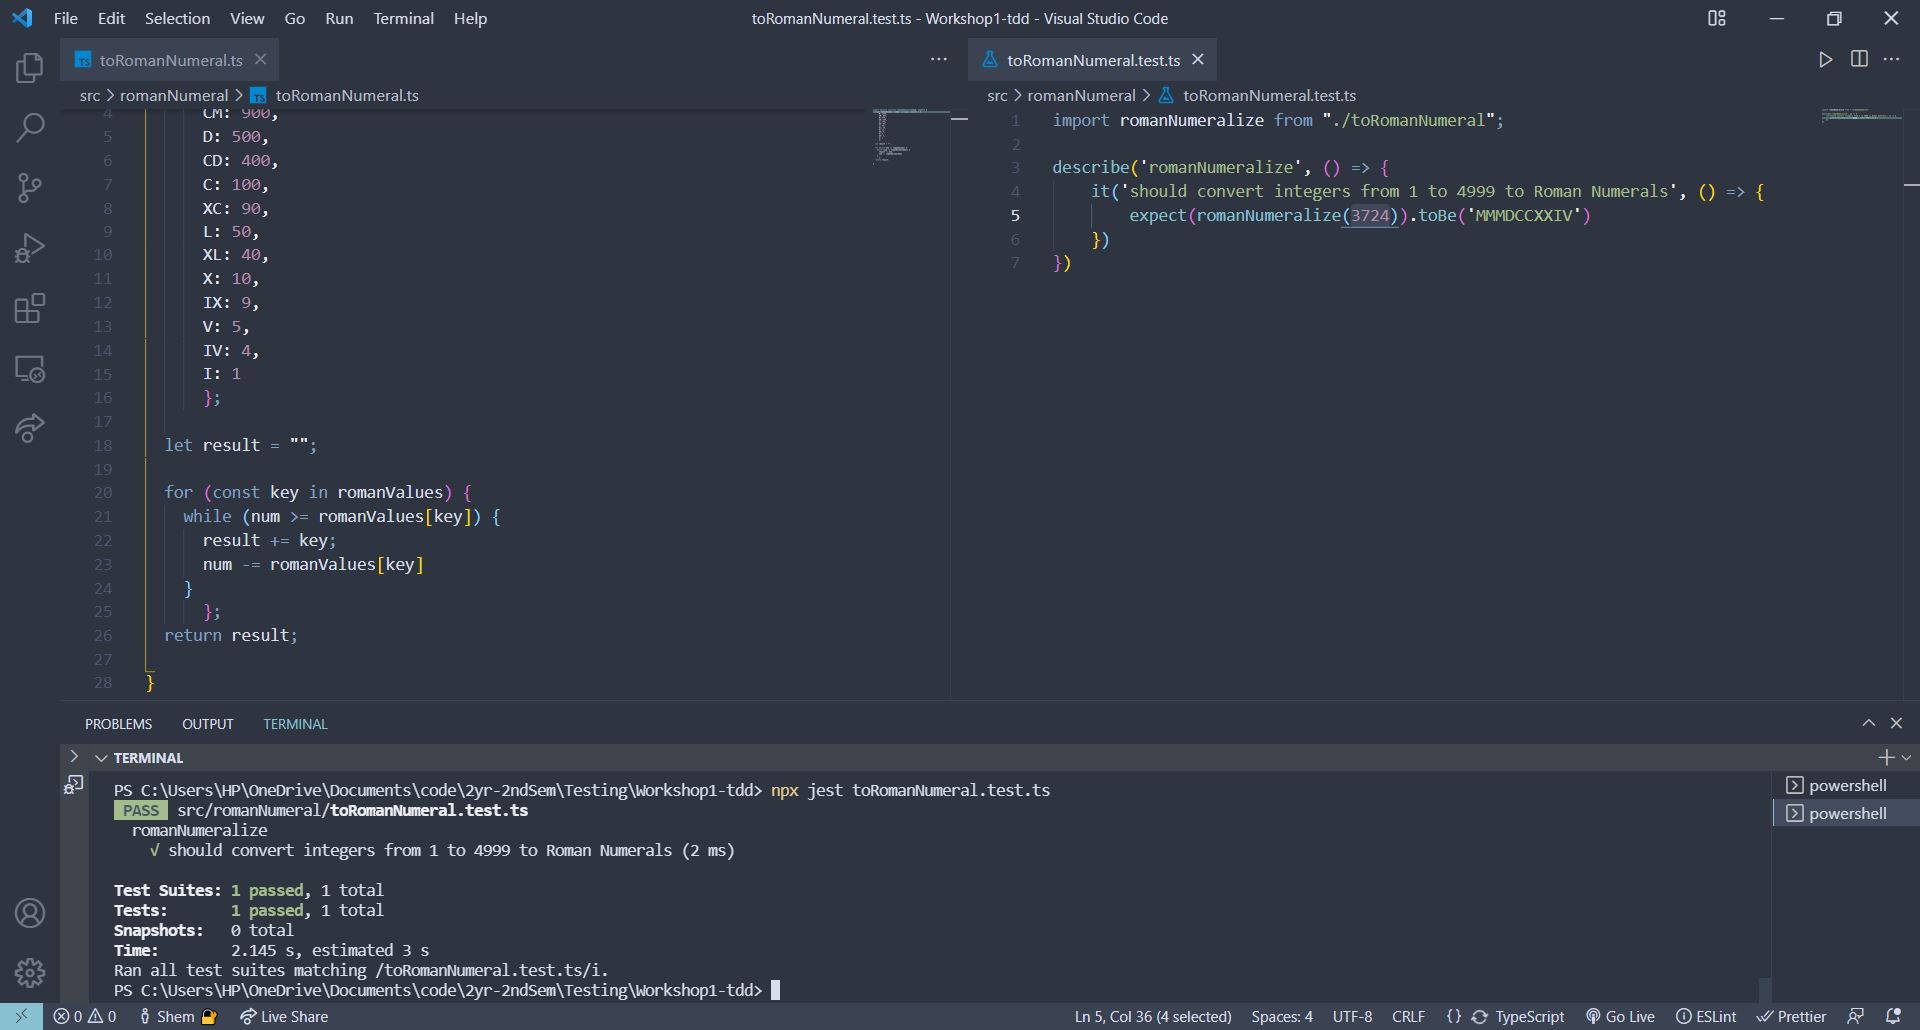 File Edit Selection View Go Run Terminal Help
toRomanNumeral.test.ts - Workshop1-tdd - Visual Studio Code
TS toRomanNumeral.ts
src > romanNumeral > TS toRomanNumeral.ts
4 CM: 900,
5 D: 500,
6 CD: 400,
7 C: 100,
8 XC: 90,
9 L: 50,
10 XL: 40,
11 X: 10,
12 IX: 9,
13 V: 5,
14 IV: 4,
15 I: 1
16 };
17
18 let result = "";
19
20 for (const key in romanValues) {
21 while (num >= romanValues[key]) {
22 result += key;
23 num -= romanValues[key]
24 }
25 };
26 return result;
27
28 }
toRomanNumeral.test.ts
src > romanNumeral > toRomanNumeral.test.ts
1 import romanNumeralize from "./toRomanNumeral";
2
3 describe('romanNumeralize', () => {
4 it('should convert integers from 1 to 4999 to Roman Numerals', () => {
5 expect(romanNumeralize(3724)).toBe('MMMDCCXXIV')
6 })
7 })
PROBLEMS OUTPUT TERMINAL
TERMINAL
PS C:\Users\HP\OneDrive\Documents\code\2yr-2ndSem\Testing\Workshop1-tdd> npx jest toRomanNumeral.test.ts
PASS src/romanNumeral/toRomanNumeral.test.ts
romanNumeralize
√ should convert integers from 1 to 4999 to Roman Numerals (2 ms)
Test Suites: 1 passed, 1 total
Tests: 1 passed, 1 total
Snapshots: 0 total
Time: 2.145 s, estimated 3 s
Ran all test suites matching /toRomanNumeral.test.ts/i.
PS C:\Users\HP\OneDrive\Documents\code\2yr-2ndSem\Testing\Workshop1-tdd>
powershell
powershell
0 0 Shem Live Share
Ln 5, Col 36 (4 selected) Spaces: 4 UTF-8 CRLF {} TypeScript Go Live ESLint Prettier